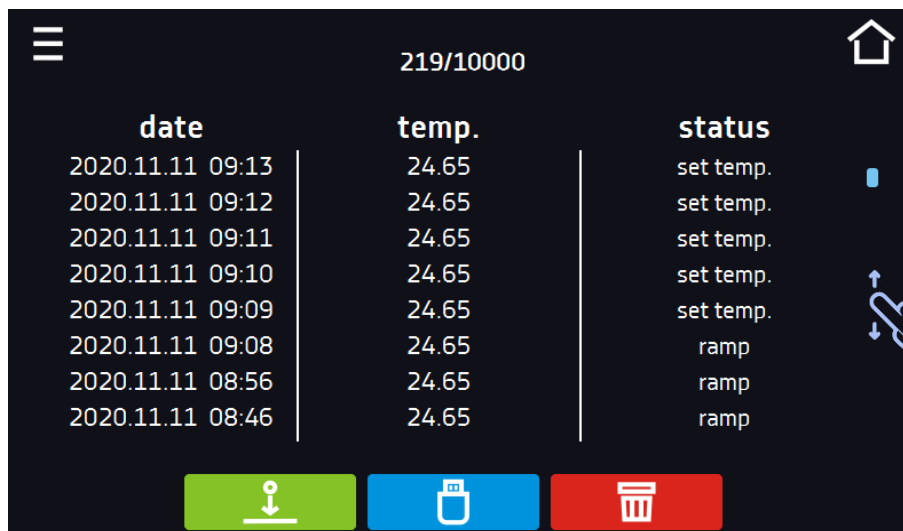 219/10000
date temp. status
2020.11.11 09:13 24.65 set temp.
2020.11.11 09:12 24.65 set temp.
2020.11.11 09:11 24.65 set temp.
2020.11.11 09:10 24.65 set temp.
2020.11.11 09:09 24.65 set temp.
2020.11.11 09:08 24.65 ramp
2020.11.11 08:56 24.65 ramp
2020.11.11 08:46 24.65 ramp